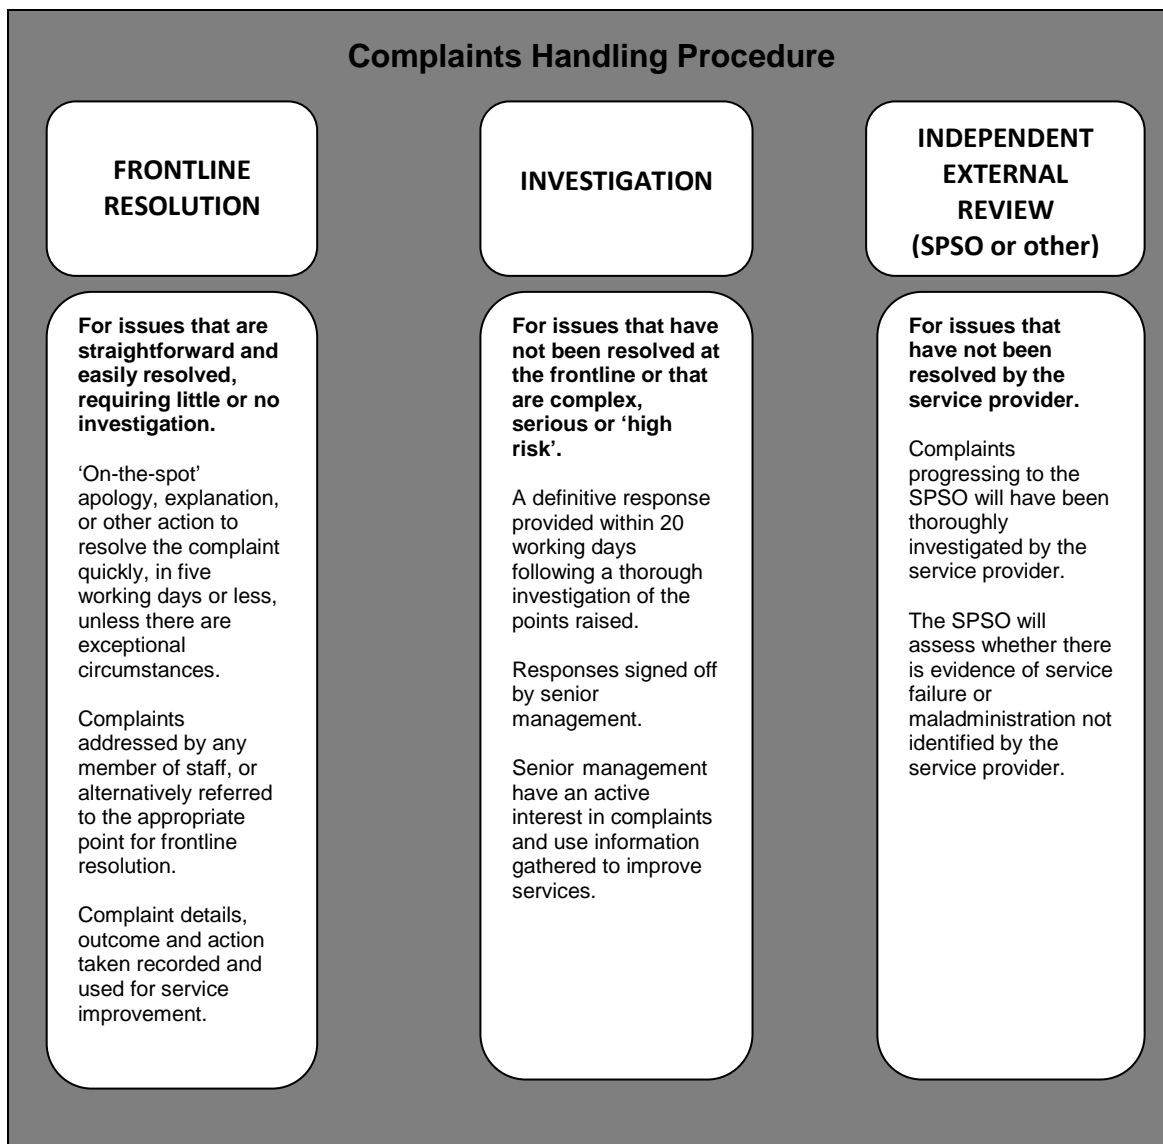 Complaints Handling Procedure
FRONTLINE
RESOLUTION
For issues that are
straightforward and
easily resolved,
requiring little or no
investigation.
‘On-the-spot’
apology, explanation,
or other action to
resolve the complaint
quickly, in five
working days or less,
unless there are
exceptional
circumstances.
Complaints
addressed by any
member of staff, or
alternatively referred
to the appropriate
point for frontline
resolution.
Complaint details,
outcome and action
taken recorded and
used for service
improvement.
INVESTIGATION
For issues that have
not been resolved at
the frontline or that
are complex,
serious or ‘high
risk’.
A definitive response
provided within 20
working days
following a thorough
investigation of the
points raised.
Responses signed off
by senior
management.
Senior management
have an active
interest in complaints
and use information
gathered to improve
services.
INDEPENDENT
EXTERNAL
REVIEW
(SPSO or other)
For issues that
have not been
resolved by the
service provider.
Complaints
progressing to the
SPSO will have been
thoroughly
investigated by the
service provider.
The SPSO will
assess whether there
is evidence of service
failure or
maladministration not
identified by the
service provider.